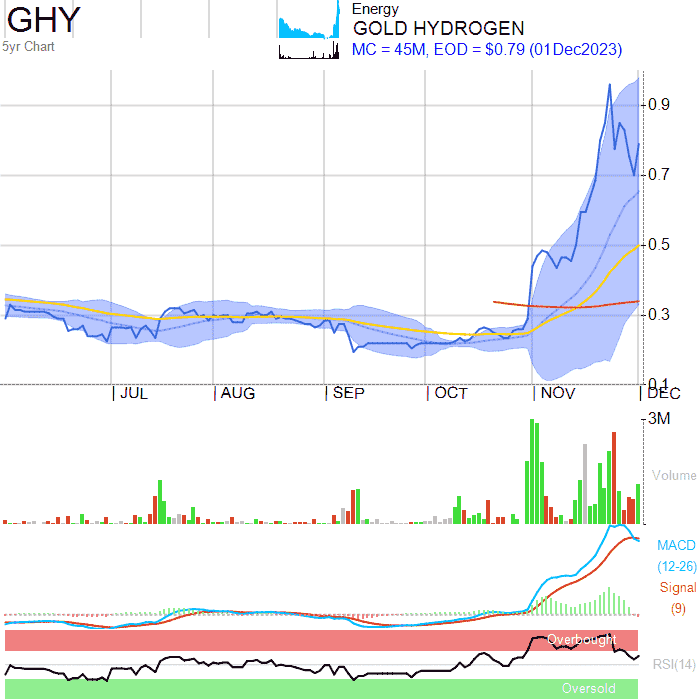 GHY
Energy
GOLD HYDROGEN
5yr Chart
MC = 45M, EOD = $0.79 (01Dec2023)
0.9
0.7
0.5
0.3
0.1
JUL AUG SEP OCT NOV DEC
3M
Volume
MACD
(12-26)
Signal
(9)
Overbought
RSI(14)
Oversold